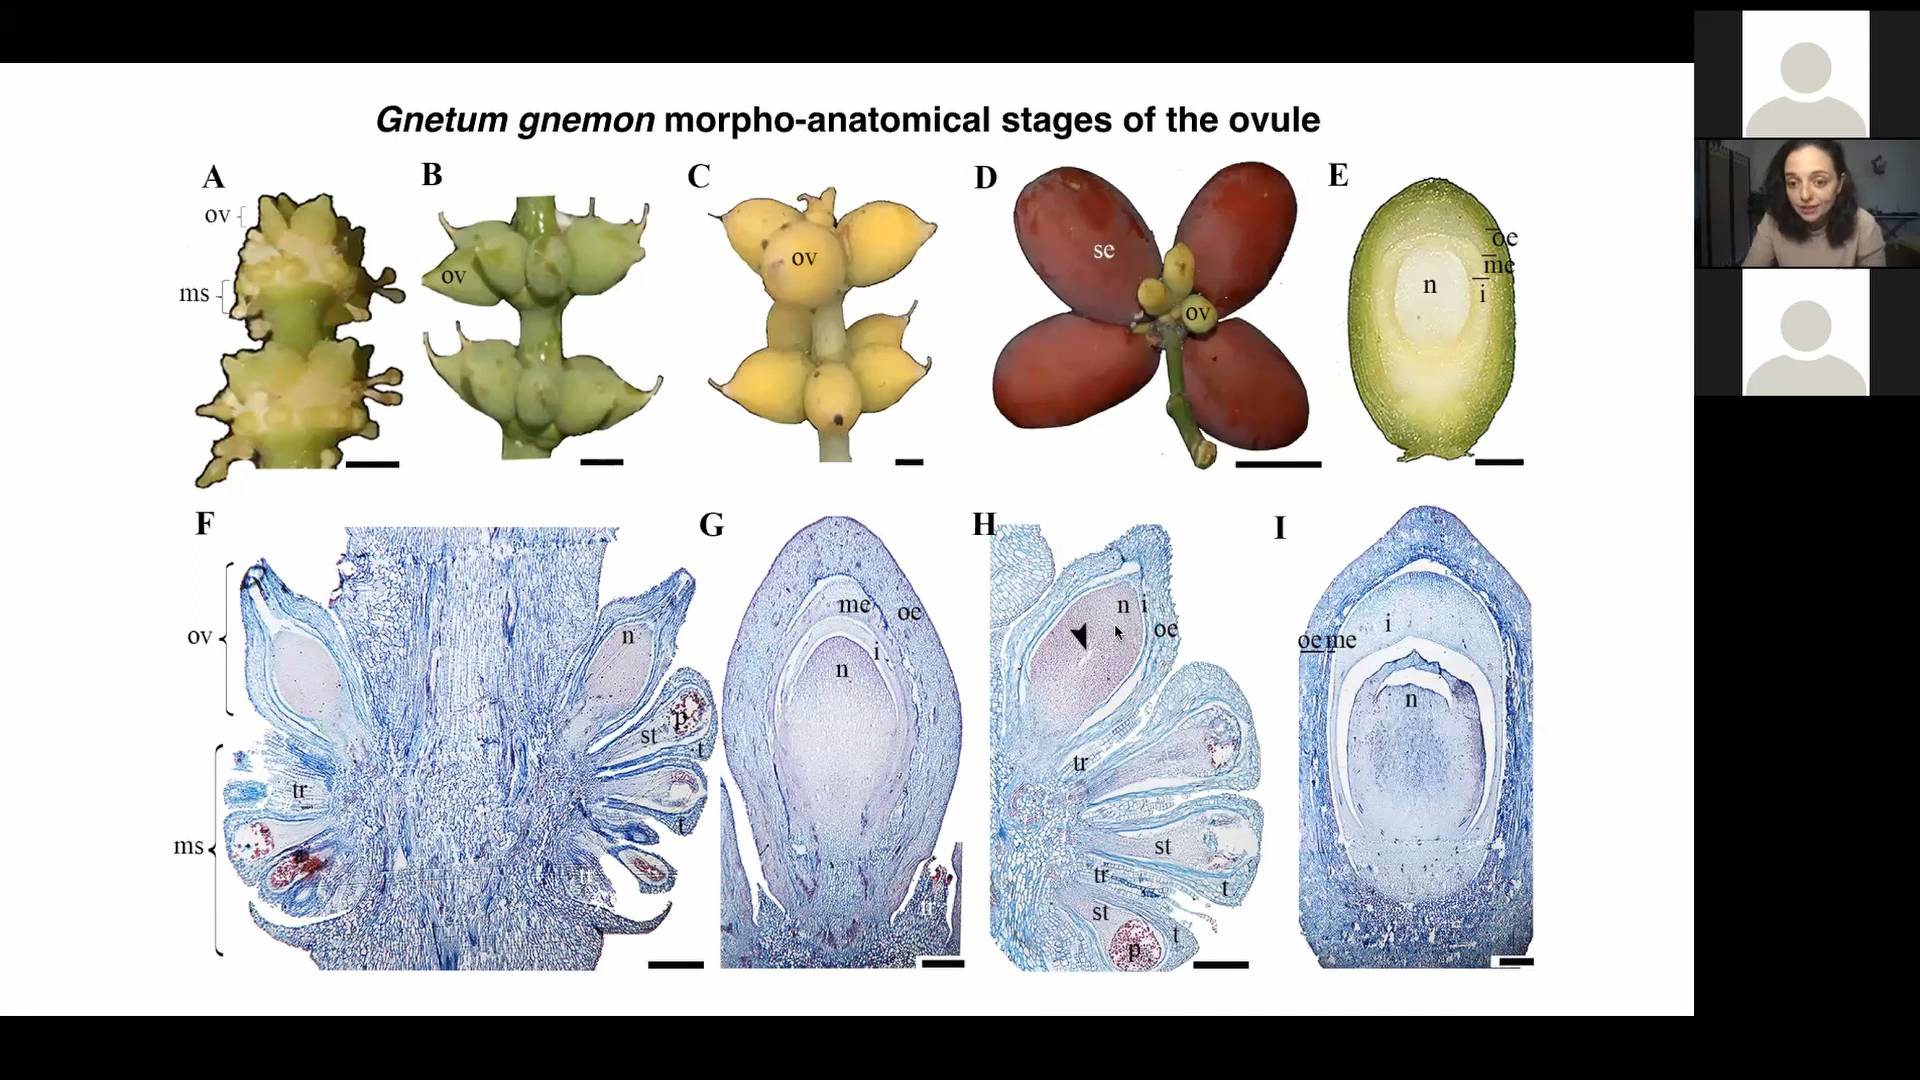 Gnetum gnemon morpho-anatomical stages of the ovule
A
B
C
D
E
ov
ms
ov
ov
se
ov
oe
me
i
n
F
G
H
I
ov
ms
n
p
st
t
tr
t
me
oe
i
n
n i
oe
tr
st
tr
t
st
t
p
i
oe me
n